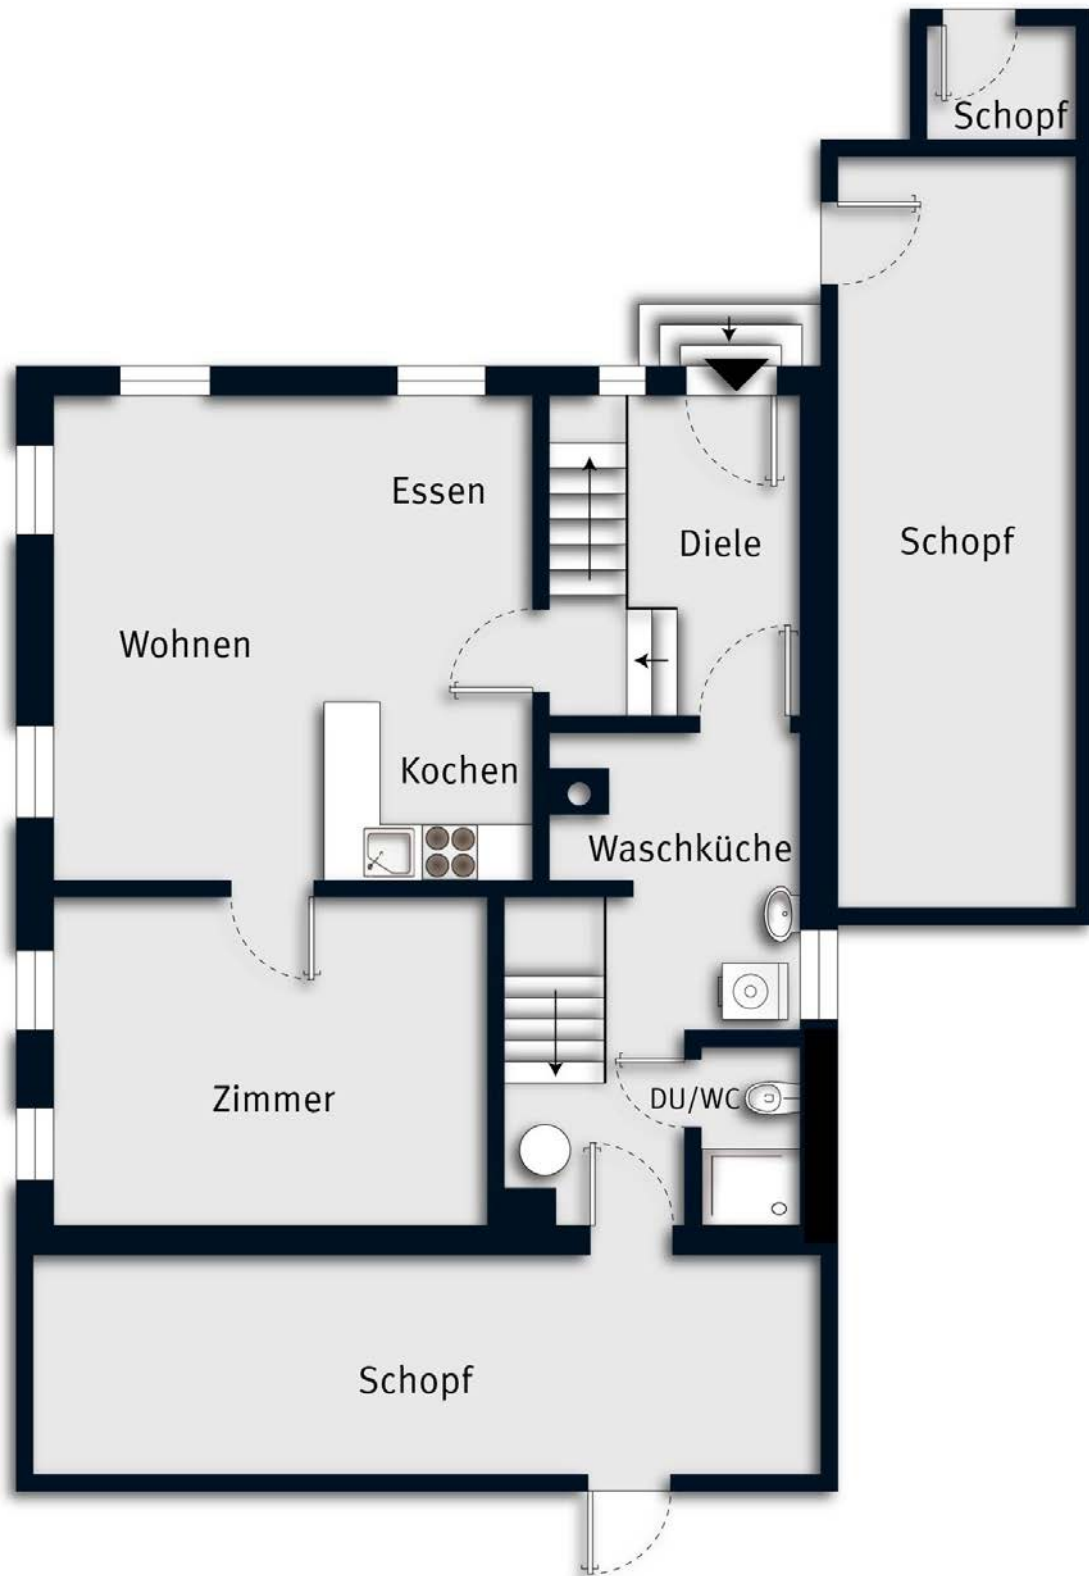 Schopf
Essen
Diele
Schopf
Wohnen
Kochen
Waschküche
Zimmer
DU/WC
Schopf